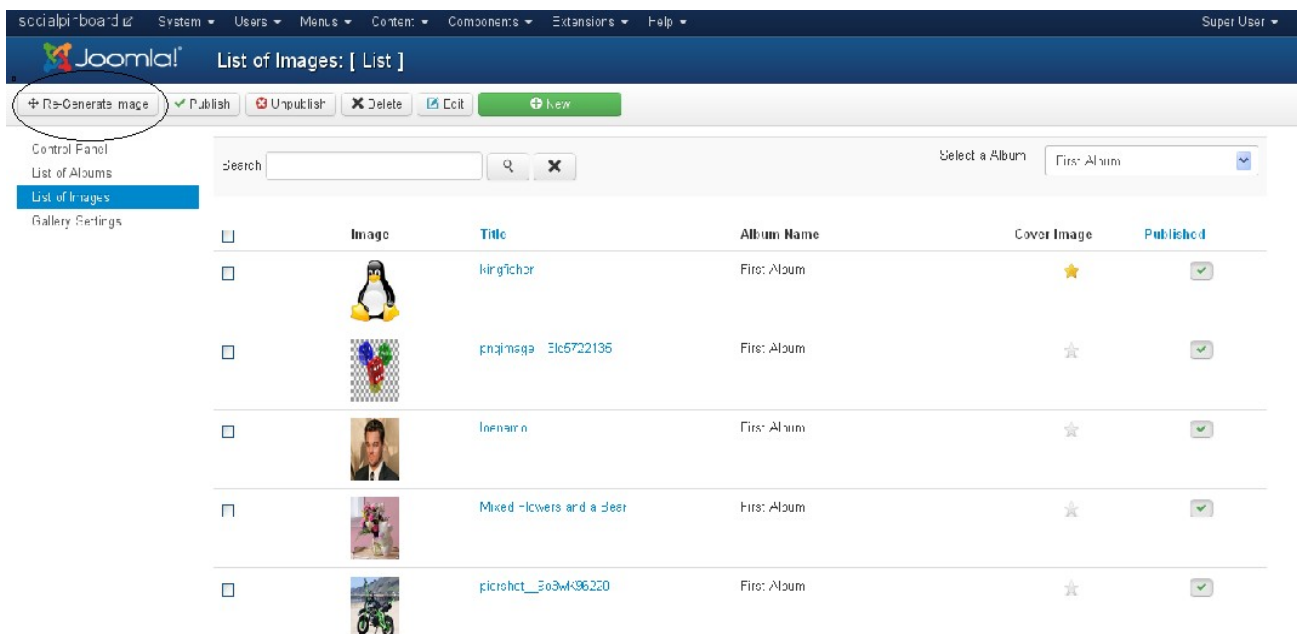 socialpinboard System Users Menus Content Components Extensions Help Super User
Joomla! List of Images: [ List ]
Re-Generate Image Publish Unpublish Delete Edit New
Control Panel
List of Albums
List of Images
Gallery Settings
Search Select a Album First Album
Image Title Album Name Cover Image Published
First Album
First Album
First Album
Mixed Flowers and a Bear First Album
First Album